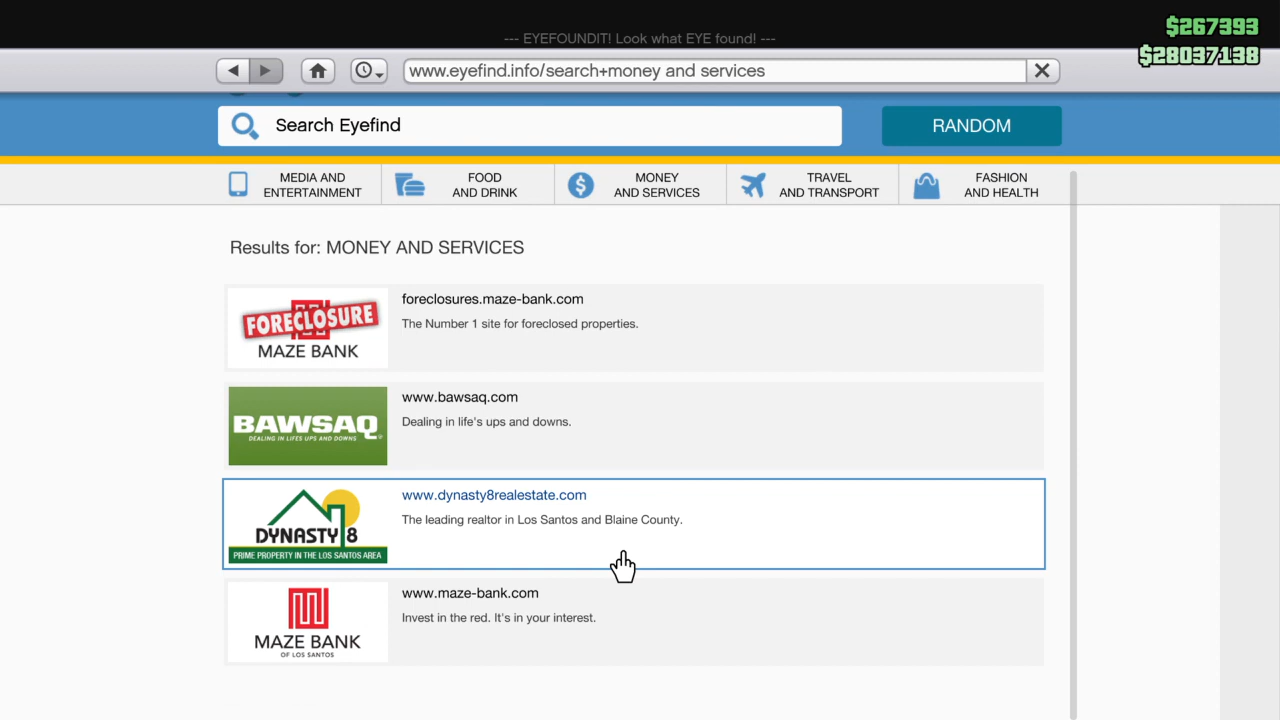 --- EYEFOUNDIT! Look what EYE found! ---
$267393
$28037138
www.eyefind.info/search+money and services
Search Eyefind
RANDOM
MEDIA AND
ENTERTAINMENT
FOOD
AND DRINK
MONEY
AND SERVICES
TRAVEL
AND TRANSPORT
FASHION
AND HEALTH
Results for: MONEY AND SERVICES
FORECLOSURE
MAZE BANK
foreclosures.maze-bank.com
The Number 1 site for foreclosed properties.
BAWSAQ
DEALING IN LIFES UPS AND DOWNS
www.bawsaq.com
Dealing in life's ups and downs.
DYNASTY 8
PRIME PROPERTY IN THE LOS SANTOS AREA
www.dynasty8realestate.com
The leading realtor in Los Santos and Blaine County.
MAZE BANK
OF LOS SANTOS
www.maze-bank.com
Invest in the red. It's in your interest.